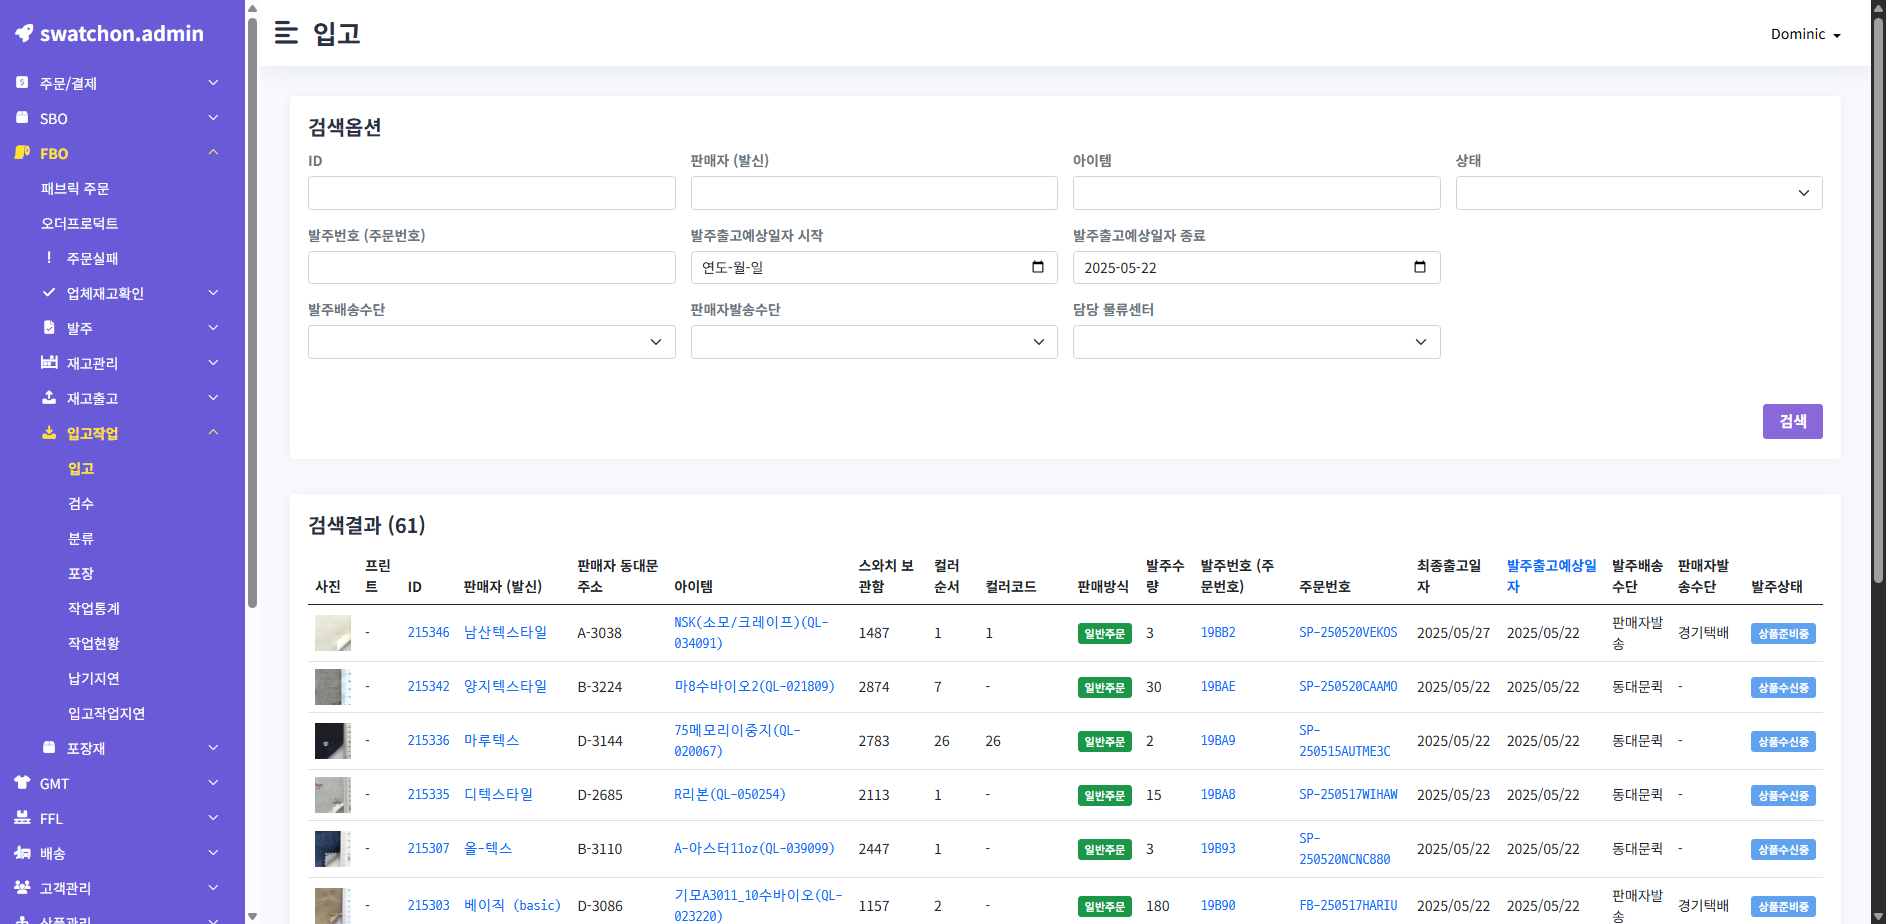 swatchon.admin
주문/결제
SBO
FBO
패브릭 주문
오더프로덕트
주문실패
업체재고확인
발주
재고관리
재고출고
입고작업
입고
검수
분류
포장
작업통계
작업현황
납기지연
입고작업지연
포장재
GMT
FFL
배송
고객관리
상품관리
입고
Dominic
검색옵션
ID 판매자 (발신) 아이템 상태
발주번호 (주문번호) 발주출고예상일자 시작 발주출고예상일자 종료
연도-월-일 2025-05-22
발주배송수단 판매자발송수단 담당 물류센터
검색
검색결과 (61)
사진 프린트 ID 판매자 (발신) 판매자 동대문 주소 아이템 스와치 보관함 컬러 순서 컬러코드 판매방식 발주수량 발주번호 (주문번호) 주문번호 최종출고일자 발주출고예상일자 발주배송수단 판매자발송수단 발주상태
- 215346 남산텍스타일 A-3038 NSK(소모/크레이프)(QL-034091) 1487 1 1 일반주문 3 19BB2 SP-250520VEKOS 2025/05/27 2025/05/22 판매자발송 경기택배 상품준비중
- 215342 양지텍스타일 B-3224 마8수바이오2(QL-021809) 2874 7 - 일반주문 30 19BAE SP-250520CAAMO 2025/05/22 2025/05/22 동대문퀵 - 상품수신중
- 215336 마루텍스 D-3144 75메모리이중지(QL-020067) 2783 26 26 일반주문 2 19BA9 SP-250515AUTME3C 2025/05/22 2025/05/22 동대문퀵 - 상품수신중
- 215335 디텍스타일 D-2685 R리본(QL-050254) 2113 1 - 일반주문 15 19BA8 SP-250517WIHAW 2025/05/23 2025/05/22 동대문퀵 - 상품수신중
- 215307 올-텍스 B-3110 A-아스터11oz(QL-039099) 2447 1 - 일반주문 3 19B93 SP-250520NCNC880 2025/05/22 2025/05/22 동대문퀵 - 상품수신중
- 215303 베이직 (basic) D-3086 기모A3011_10수바이오(QL-023220) 1157 2 - 일반주문 180 19B90 FB-250517HARIU 2025/05/22 2025/05/22 판매자발송 경기택배 상품준비중